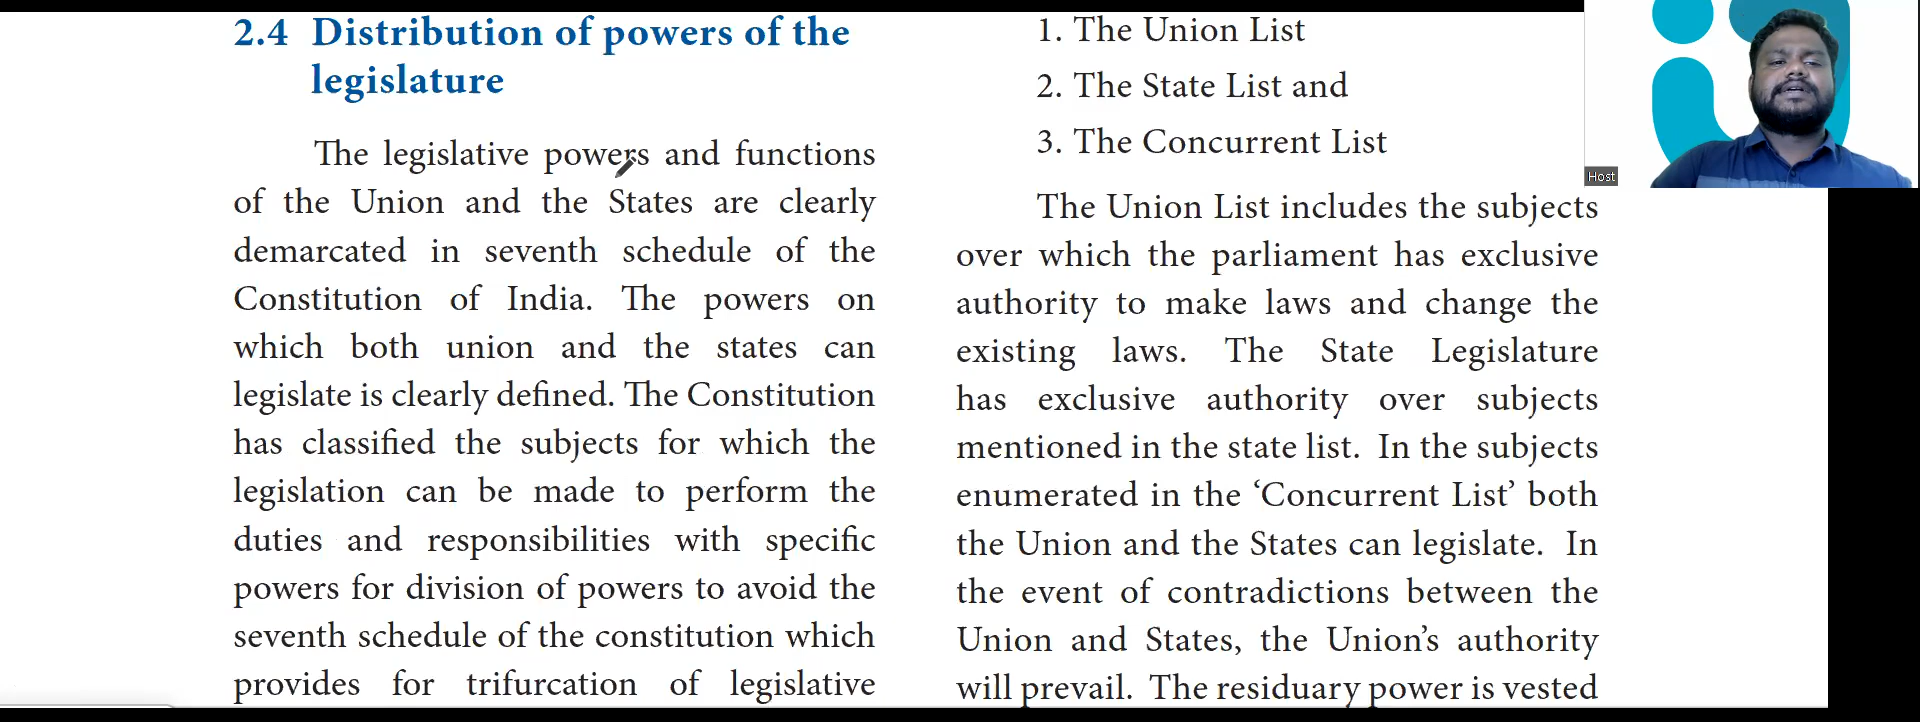 2.4 Distribution of powers of the
legislature
The legislative powers and functions
of the Union and the States are clearly
demarcated in seventh schedule of the
Constitution of India. The powers on
which both union and the states can
legislate is clearly defined. The Constitution
has classified the subjects for which the
legislation can be made to perform the
duties and responsibilities with specific
powers for division of powers to avoid the
seventh schedule of the constitution which
provides for trifurcation of legislative
1. The Union List
2. The State List and
3. The Concurrent List
The Union List includes the subjects
over which the parliament has exclusive
authority to make laws and change the
existing laws. The State Legislature
has exclusive authority over subjects
mentioned in the state list. In the subjects
enumerated in the ‘Concurrent List’ both
the Union and the States can legislate. In
the event of contradictions between the
Union and States, the Union’s authority
will prevail. The residuary power is vested
Host